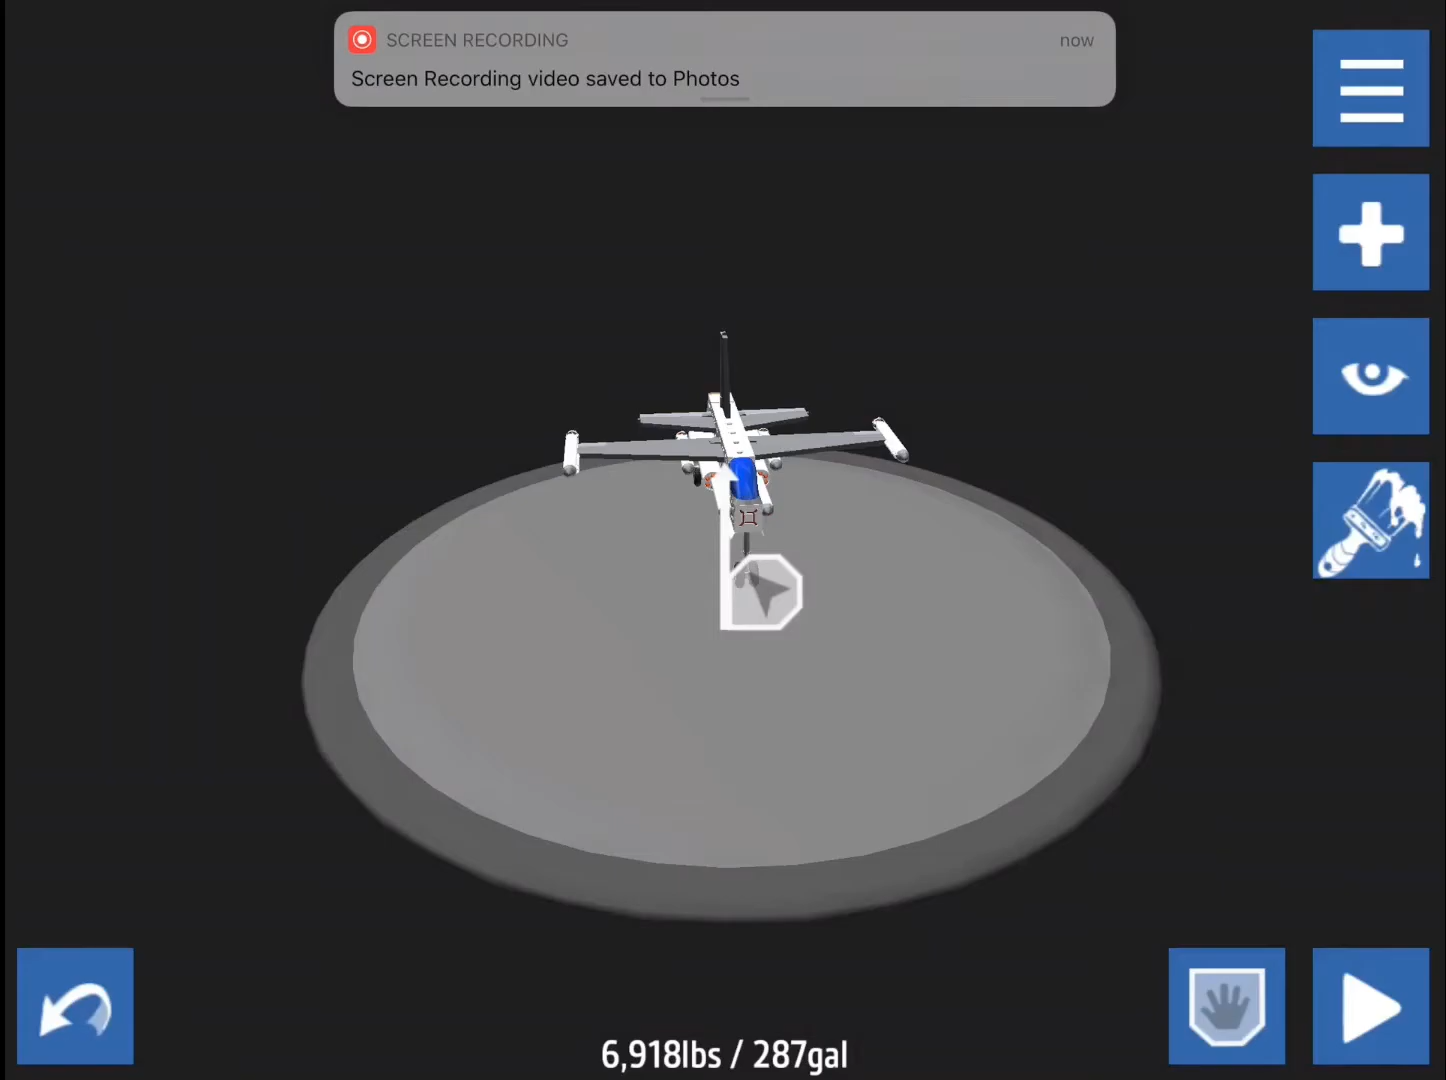 SCREEN RECORDING
now
Screen Recording video saved to Photos
6,918lbs / 287gal